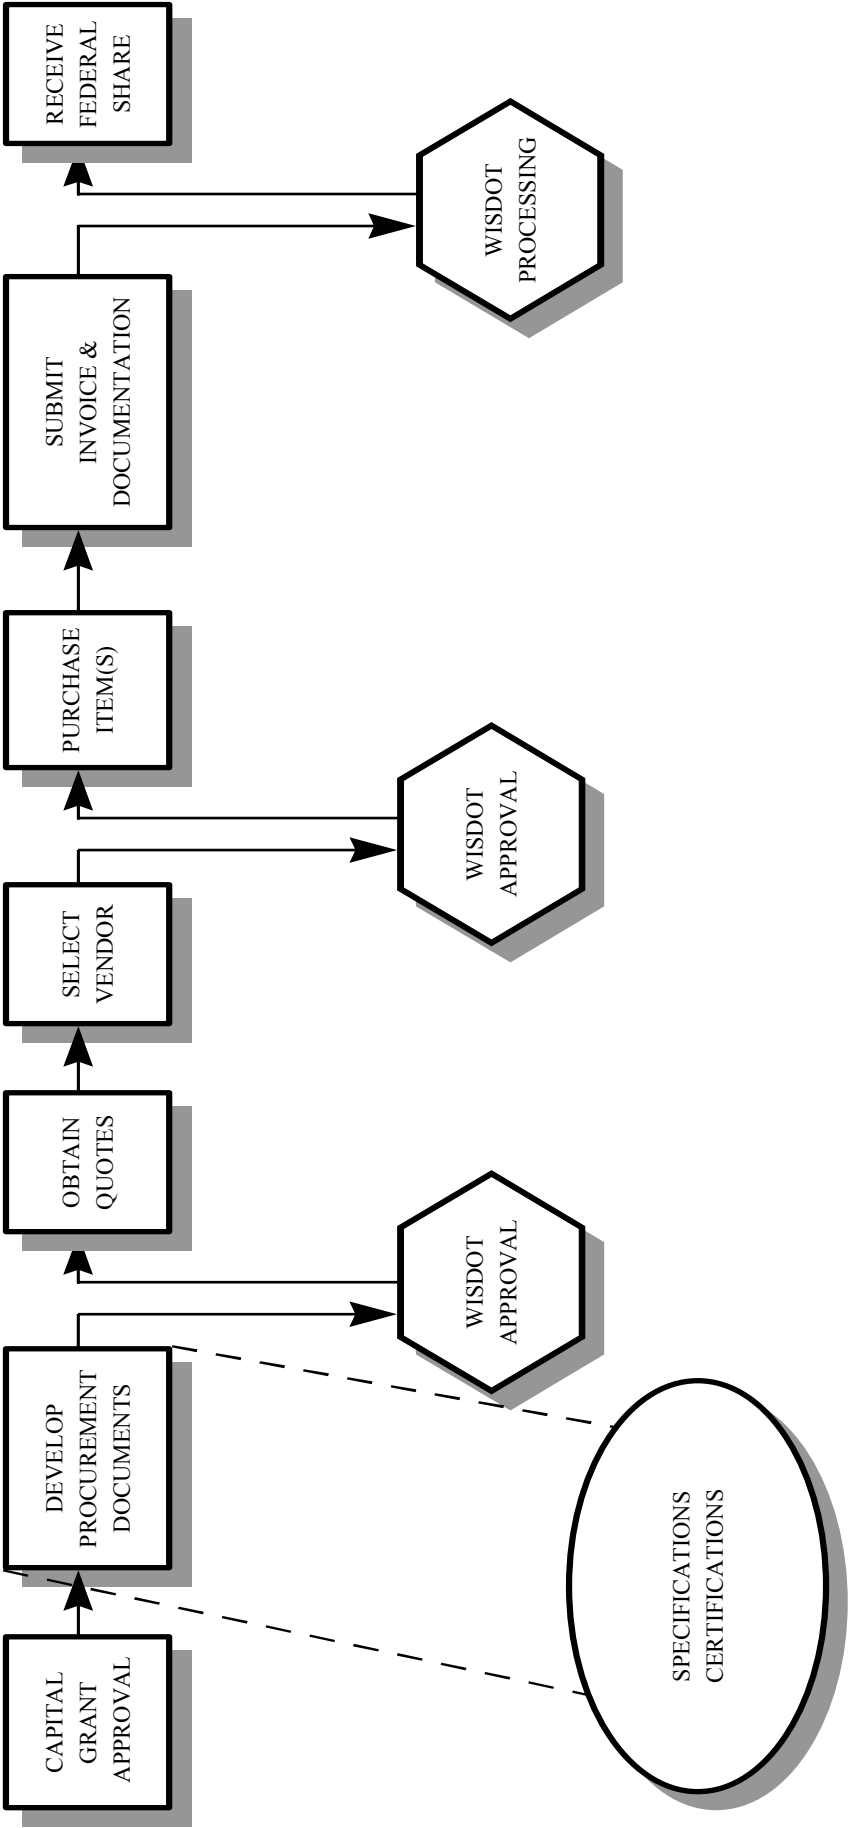 CAPITAL
GRANT
APPROVAL
DEVELOP
PROCUREMENT
DOCUMENTS
OBTAIN
QUOTES
SELECT
VENDOR
PURCHASE
ITEM(S)
SUBMIT
INVOICE &
DOCUMENTATION
RECEIVE
FEDERAL
SHARE
WISDOT
APPROVAL
WISDOT
APPROVAL
WISDOT
PROCESSING
SPECIFICATIONS
CERTIFICATIONS